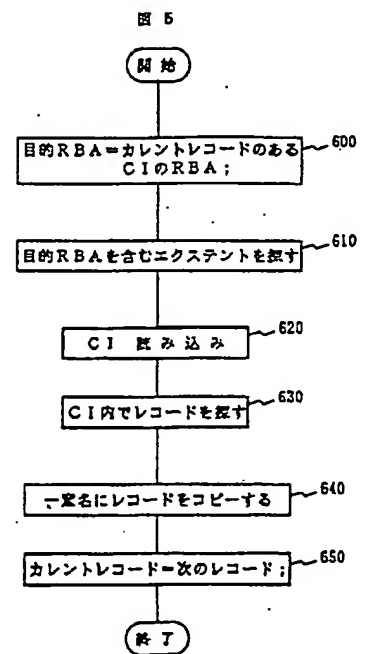 図 5
開 始
目的RBA=カレントレコードのある
CIのRBA;
600
目的RBAを含むエクステントを探す
610
CI 読み込み
620
CI内でレコードを探す
630
一定名にレコードをコピーする
640
カレントレコード=次のレコード;
650
終 了